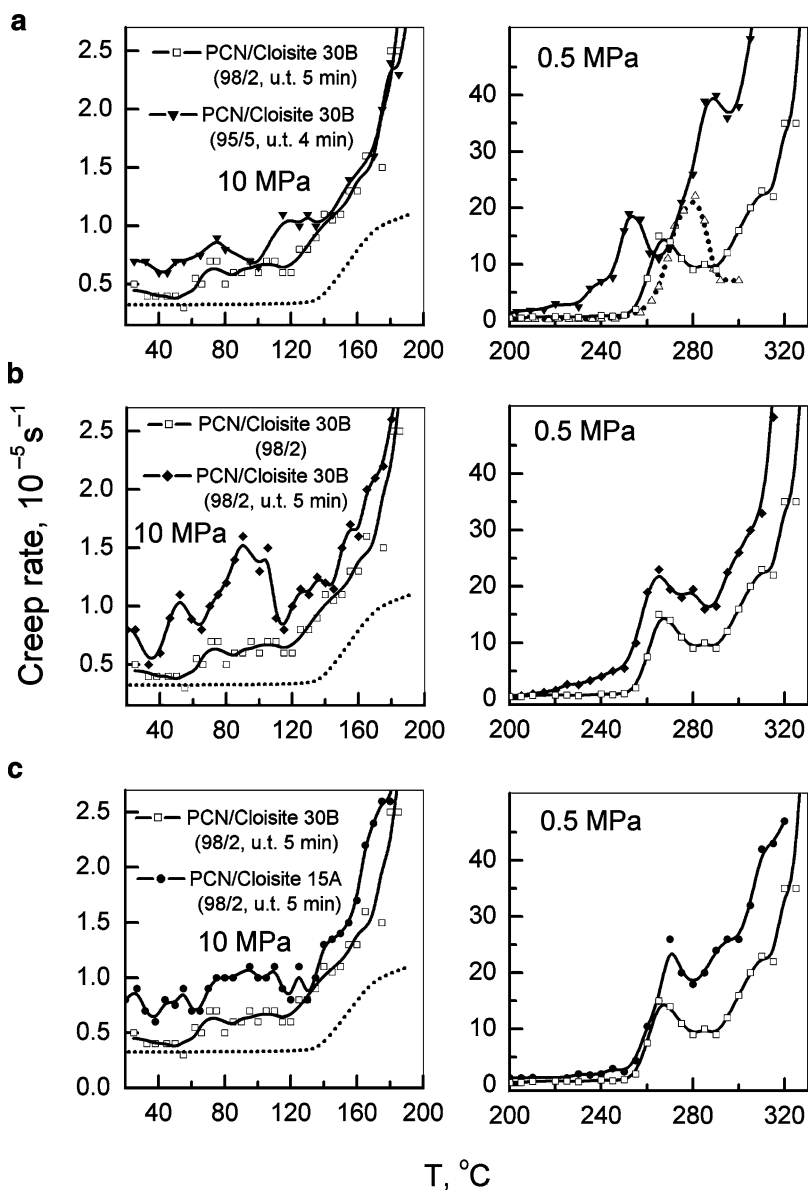 a
PCN/Cloisite 30B
(98/2, u.t. 5 min)
PCN/Cloisite 30B
(95/5, u.t. 4 min)
10 MPa
2.5
2.0
1.5
1.0
0.5
40 80 120 160 200
0.5 MPa
40
30
20
10
0
200 240 280 320
b
PCN/Cloisite 30B
(98/2)
PCN/Cloisite 30B
(98/2, u.t. 5 min)
10 MPa
2.5
2.0
1.5
1.0
0.5
40 80 120 160 200
0.5 MPa
40
30
20
10
0
200 240 280 320
Creep rate, 10⁻⁵s⁻¹
c
PCN/Cloisite 30B
(98/2, u.t. 5 min)
PCN/Cloisite 15A
(98/2, u.t. 5 min)
10 MPa
2.5
2.0
1.5
1.0
0.5
0.0
40 80 120 160 200
0.5 MPa
40
30
20
10
0
200 240 280 320
T, °C